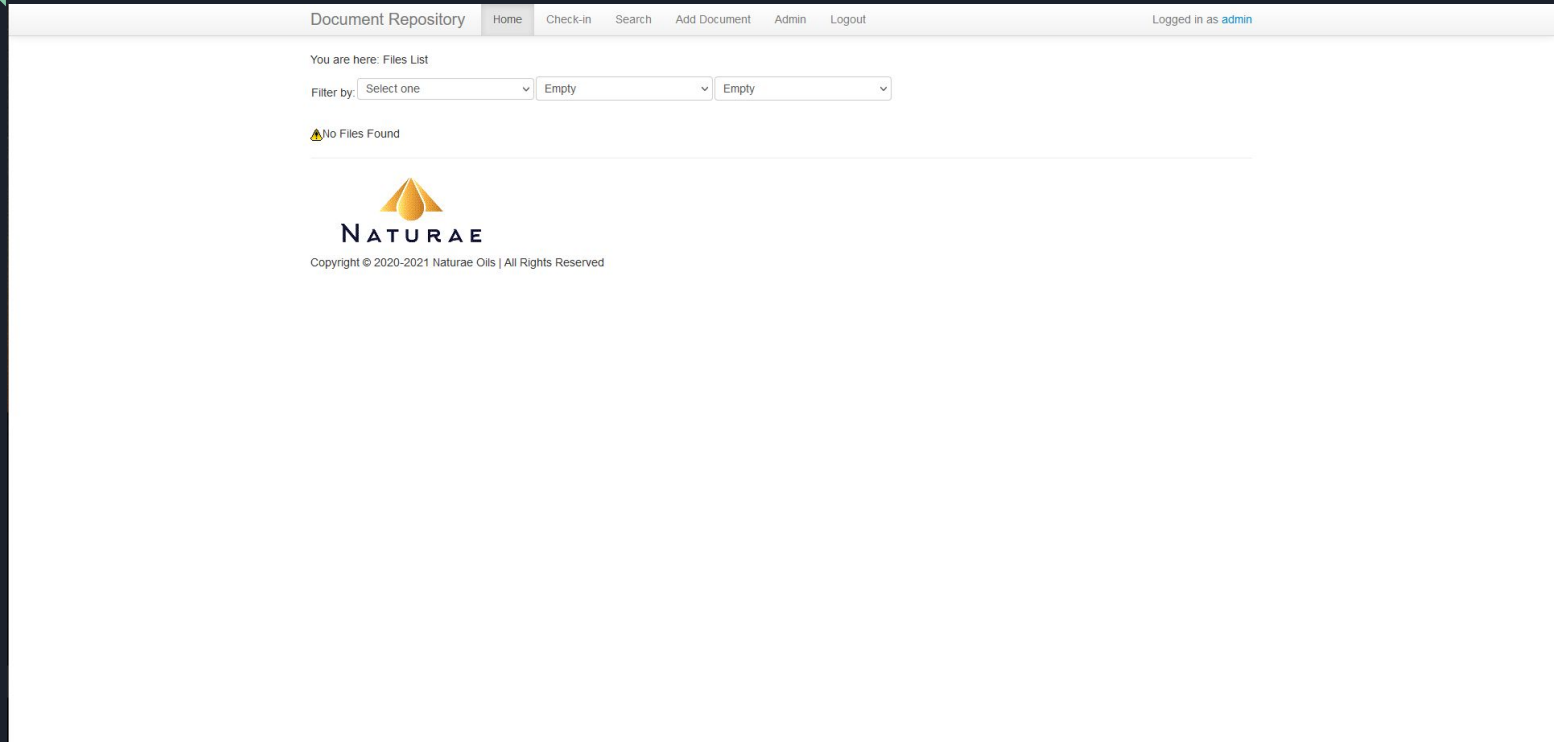 Document Repository Home Check-in Search Add Document Admin Logout Logged in as admin
You are here: Files List
Filter by: Select one Empty Empty
No Files Found
NATURAE
Copyright © 2020-2021 Naturae Oils | All Rights Reserved